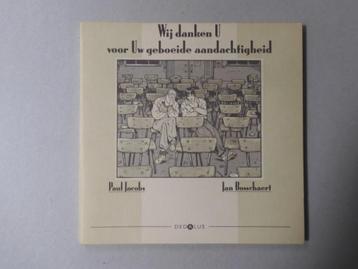 Wij danken U
voor Uw geboeide aandachtigheid
Paul Jacobs Jan Bosschaert
DEDALUS